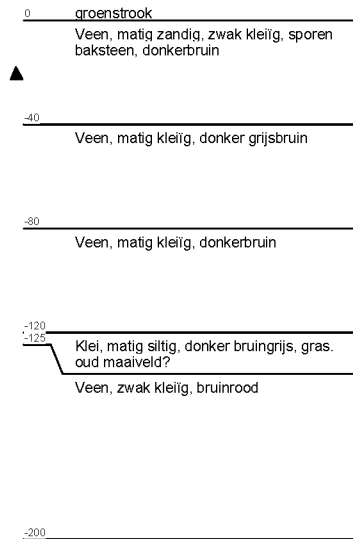 0 groenstrook
Veen, matig zandig, zwak kleiïg, sporen
baksteen, donkerbruin
-40
Veen, matig kleiïg, donker grijsbruin
-80
Veen, matig kleiïg, donkerbruin
-120
-125
Klei, matig siltig, donker bruingrijs, gras.
oud maaiveld?
Veen, zwak kleiïg, bruinrood
-200